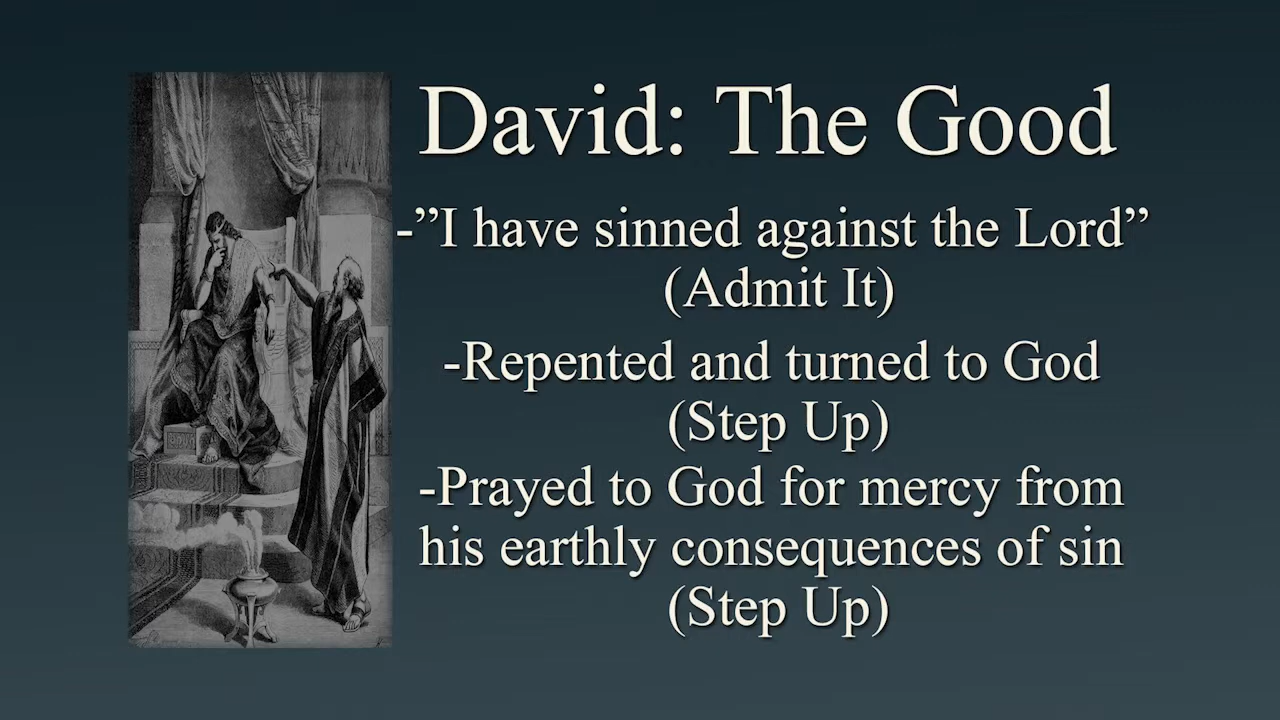 David: The Good
-”I have sinned against the Lord”
(Admit It)
-Repented and turned to God
(Step Up)
-Prayed to God for mercy from
his earthly consequences of sin
(Step Up)